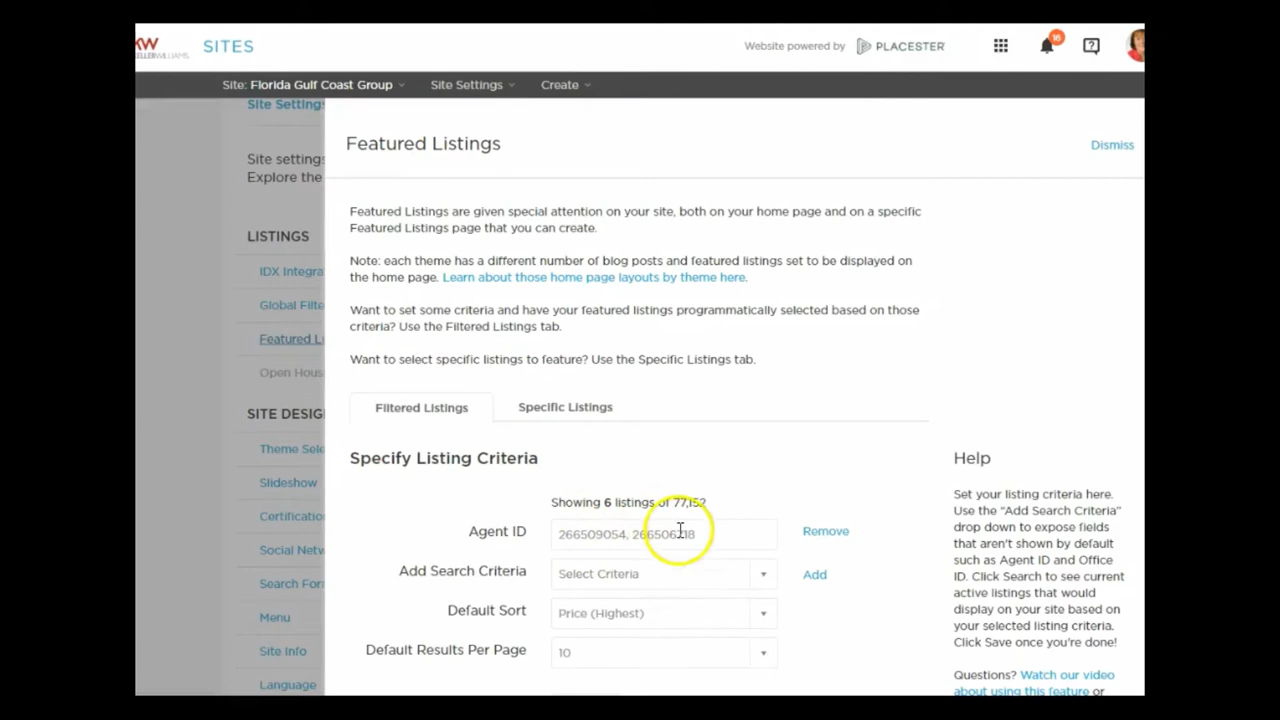 KW
KELLERWILLIAMS.
SITES
Website powered by PLACESTER
16
Site: Florida Gulf Coast Group
Site Settings
Create
Site Settings
Site settings
Explore the
LISTINGS
IDX Integra
Global Filte
Featured Li
Open Hous
SITE DESIG
Theme Sele
Slideshow
Certificatio
Social Netw
Search Form
Menu
Site Info
Language
Featured Listings
Dismiss
Featured Listings are given special attention on your site, both on your home page and on a specific
Featured Listings page that you can create.
Note: each theme has a different number of blog posts and featured listings set to be displayed on
the home page. Learn about those home page layouts by theme here.
Want to set some criteria and have your featured listings programmatically selected based on those
criteria? Use the Filtered Listings tab.
Want to select specific listings to feature? Use the Specific Listings tab.
Filtered Listings
Specific Listings
Specify Listing Criteria
Showing 6 listings of 77,152
Agent ID
266509054,
Remove
Add Search Criteria
Select Criteria
Add
Default Sort
Price (Highest)
Default Results Per Page
10
Help
Set your listing criteria here.
Use the "Add Search Criteria"
drop down to expose fields
that aren't shown by default
such as Agent ID and Office
ID. Click Search to see current
active listings that would
display on your site based on
your selected listing criteria.
Click Save once you're done!
Questions? Watch our video
about using this feature or